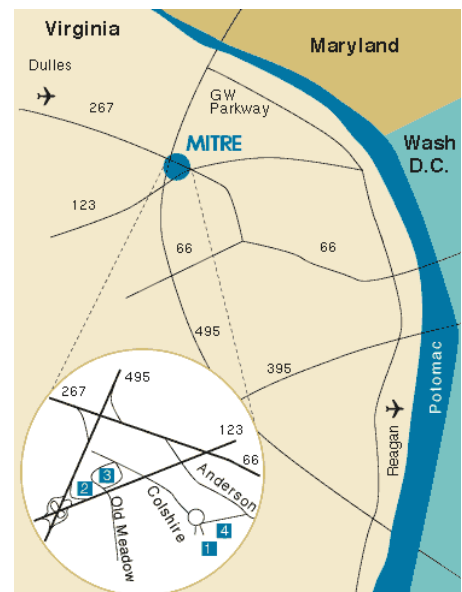 Virginia
Maryland
Dulles
GW
Parkway
267
MITRE
Wash
D.C.
123
66
66
495
395
Potomac
Reagan
495
267
123
66
Anderson
3
2
Colshire
Old Meadow
4
1